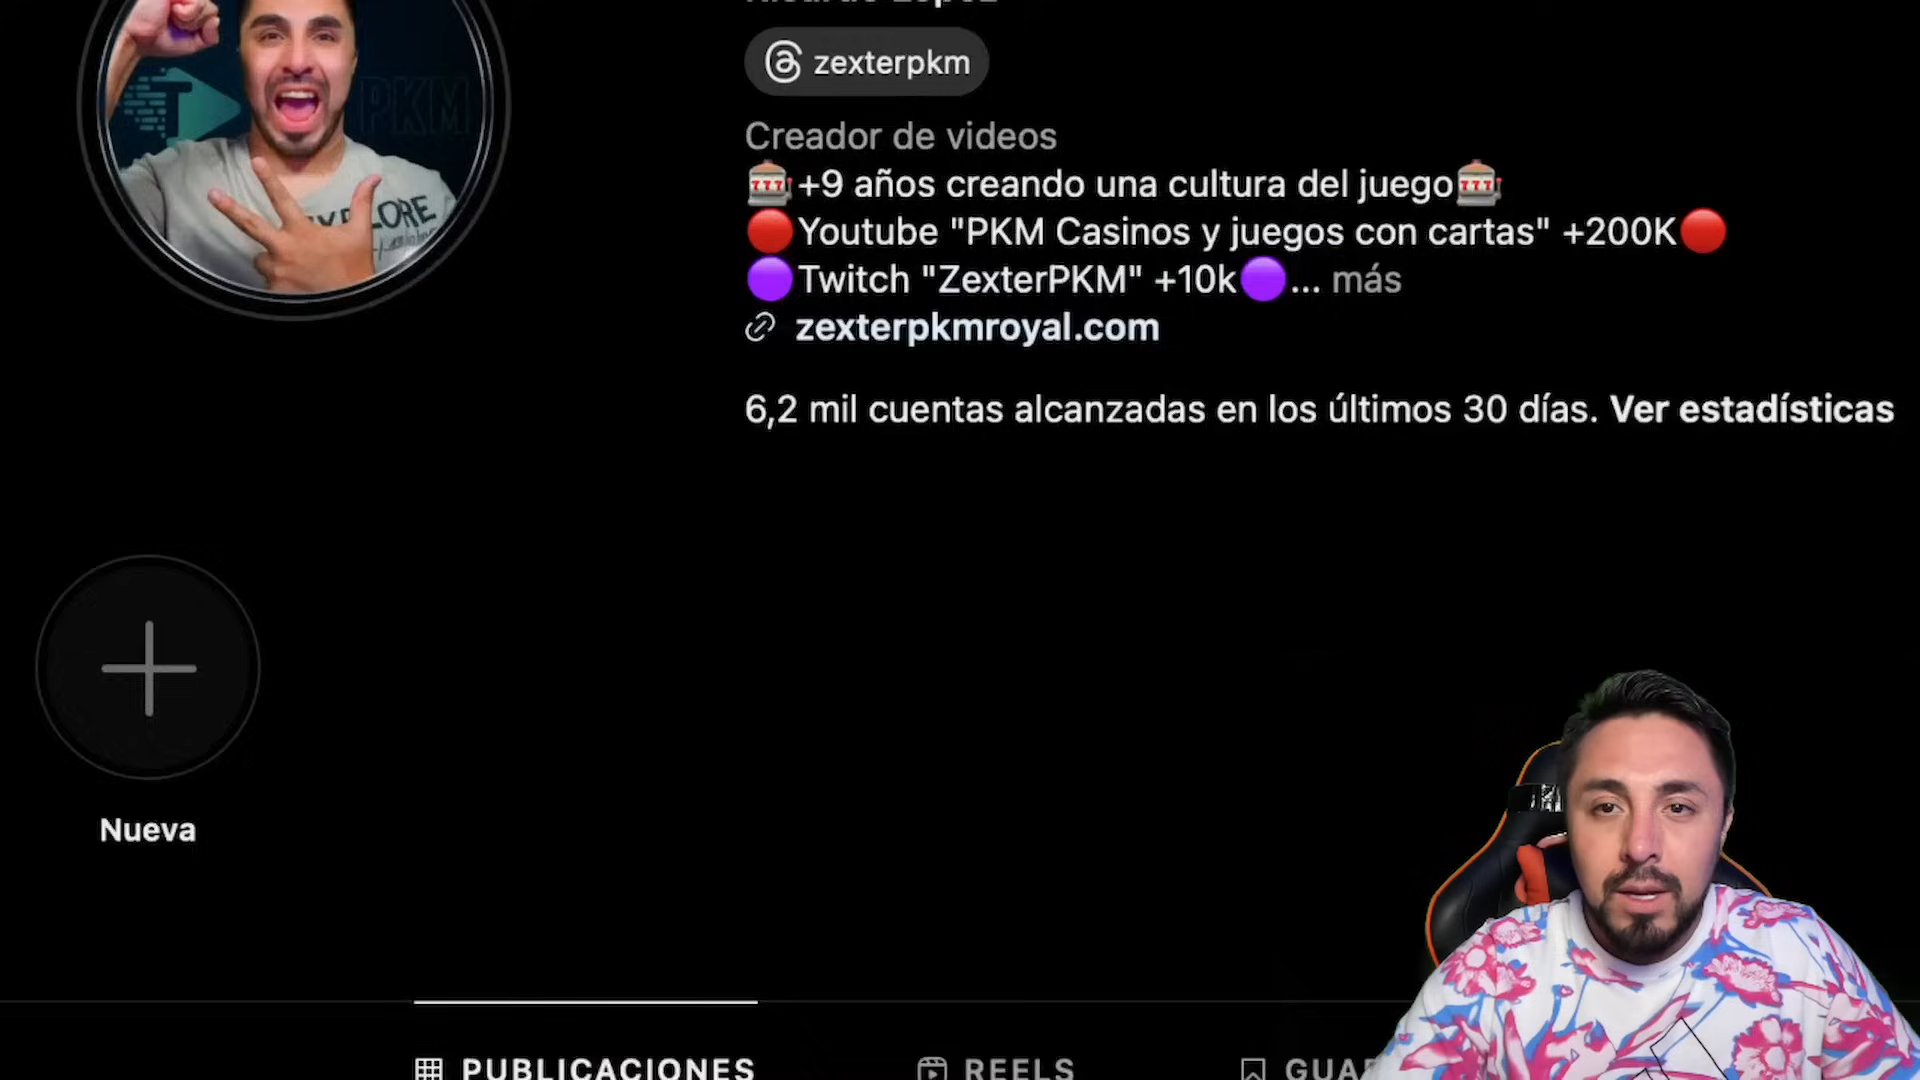 zexterpkm
Creador de videos
🎰+9 años creando una cultura del juego🎰
🔴Youtube "PKM Casinos y juegos con cartas" +200K🔴
🟣Twitch "ZexterPKM" +10k🟣... más
zexterpkmroyal.com
6,2 mil cuentas alcanzadas en los últimos 30 días. Ver estadísticas
PKM
Nueva
PUBLICACIONES
REELS